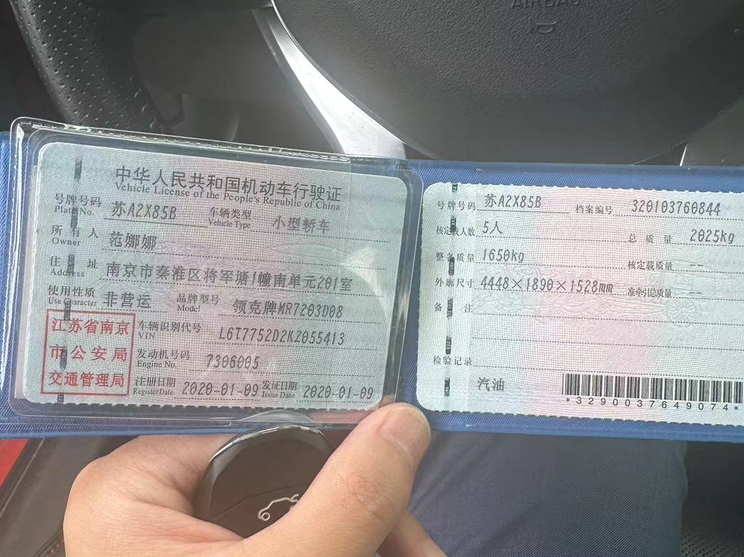 AIRBAG
中华人民共和国机动车行驶证
Vehicle License of the People's Republic of China
号牌号码 苏A2X85B 车辆类型 小型轿车
Plate No. Vehicle Type
所有人 范娜娜
Owner
住址 南京市秦淮区将军塘1幢南单元201室
Address
使用性质 非营运 品牌型号 领克牌MR7203D08
Use Character Model
江苏省南京
市公安局
交通管理局
车辆识别代号 L6T7752D2KZ055413
VIN
发动机号码 7306005
Engine No.
注册日期 2020-01-09 发证日期 2020-01-09
Register Date Issue Date
号牌号码 苏A2X85B 档案编号 320103760844
核定载人数 5人 总质量 2025kg
整备质量 1650kg 核定载质量 --
外廓尺寸 4448×1890×1528mm 准牵引总质量 --
备注
检验记录
汽油
*3290037649074*